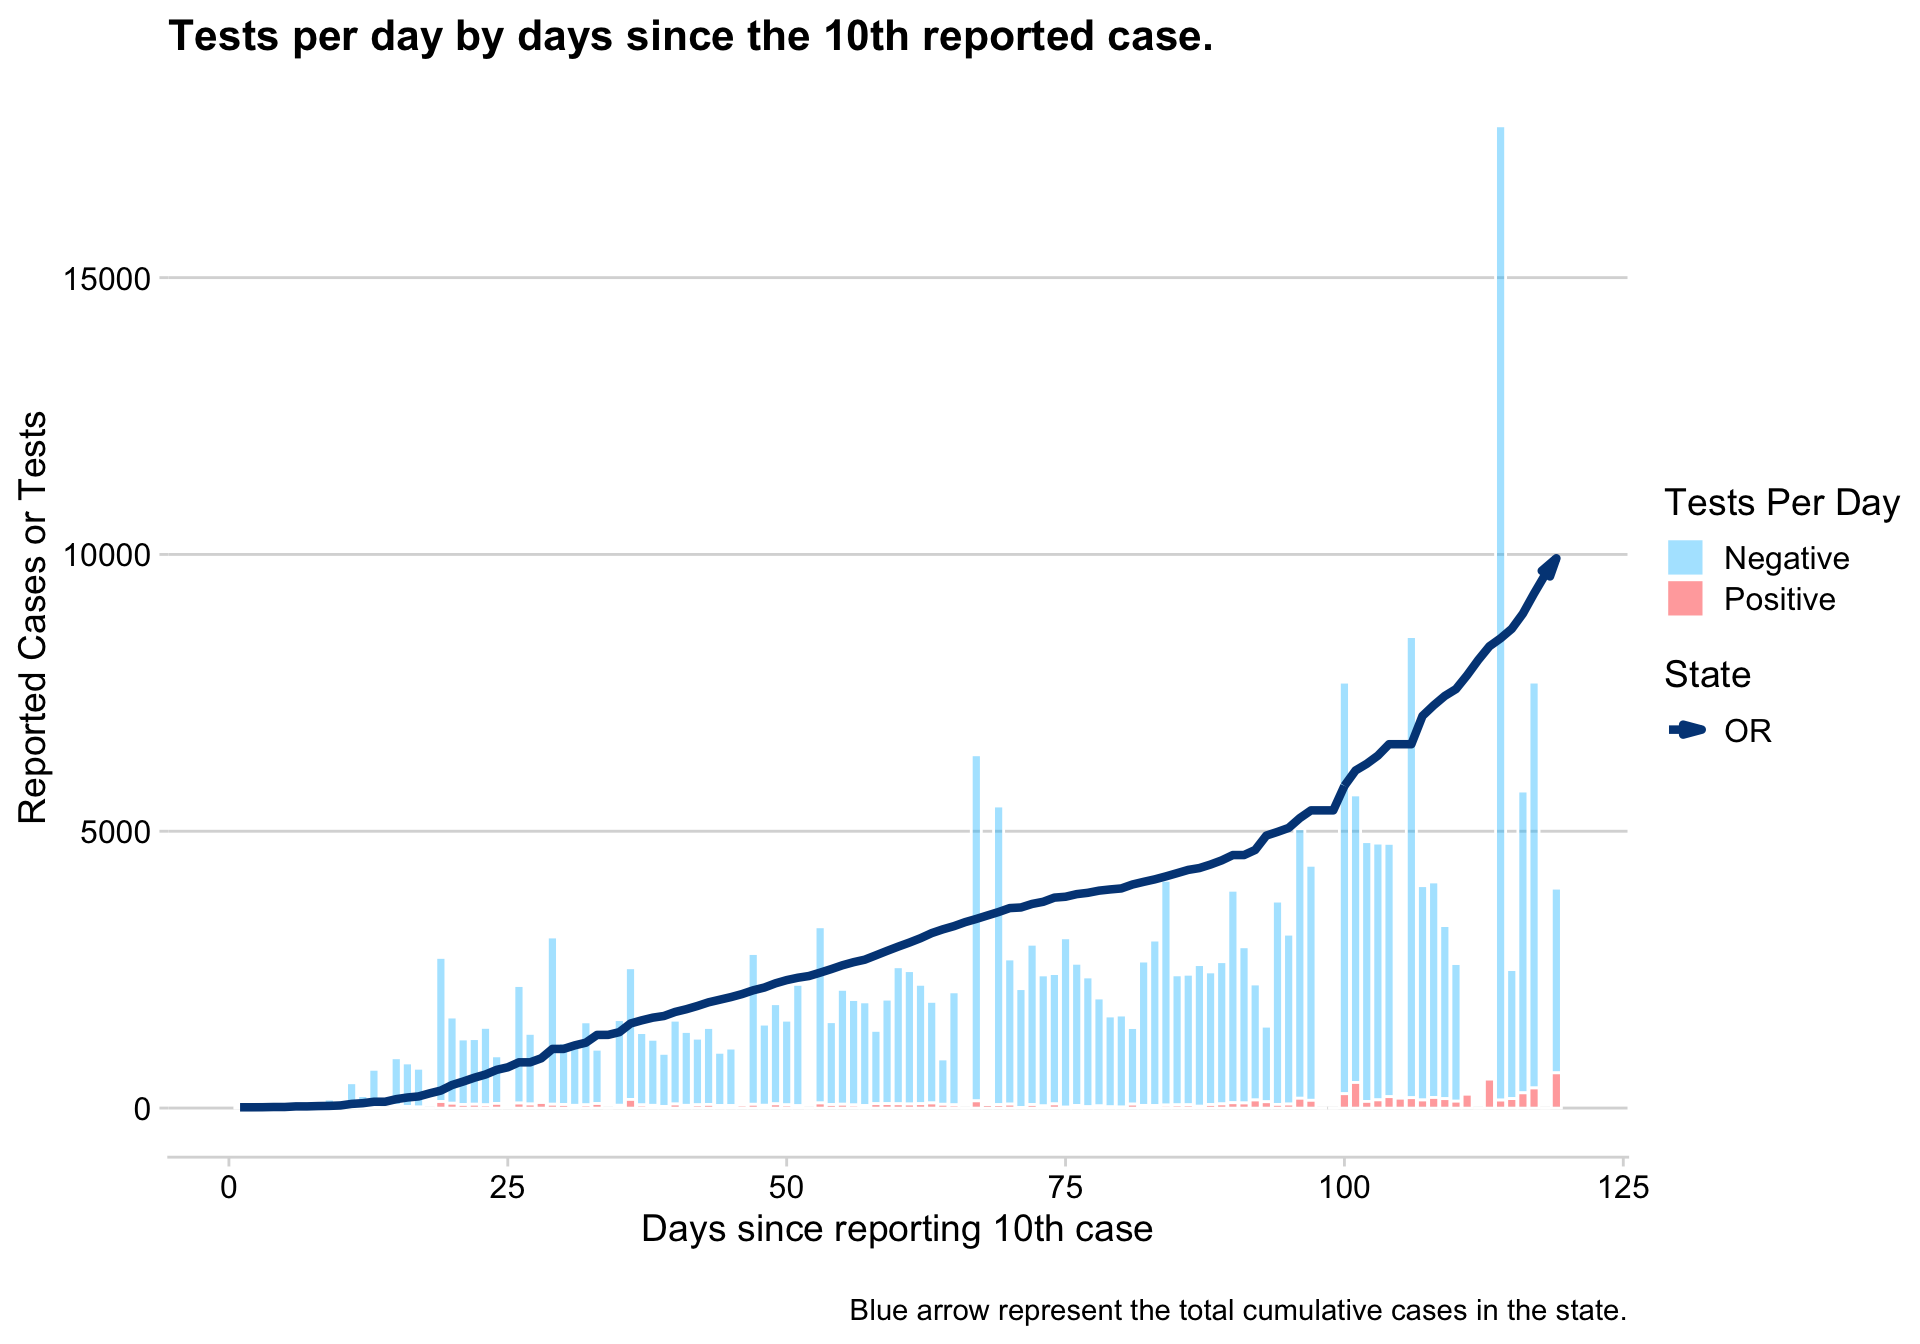 Tests per day by days since the 10th reported case.
15000
10000
5000
0
Reported Cases or Tests
0 25 50 75 100 125
Days since reporting 10th case
Tests Per Day
Negative
Positive
State
OR
Blue arrow represent the total cumulative cases in the state.